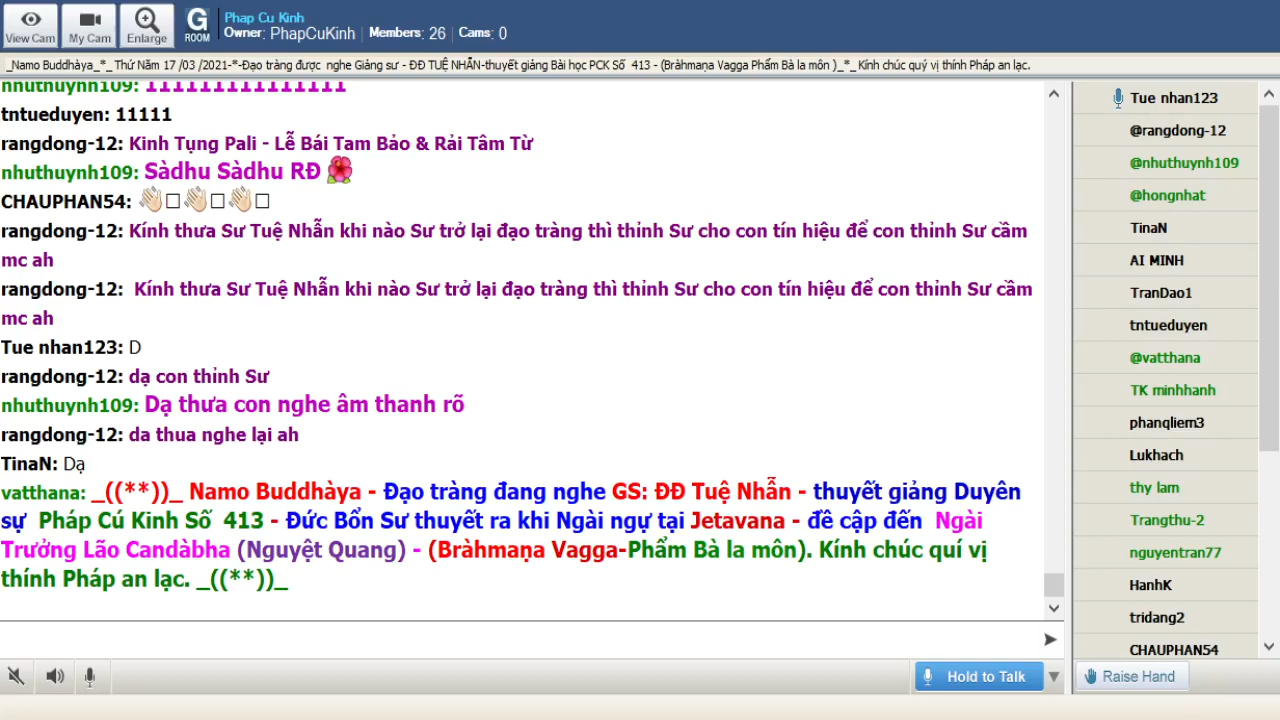 View Cam
My Cam
Enlarge
G
ROOM
Phap Cu Kinh
Owner: PhapCuKinh | Members: 26 | Cams: 0
_Namo Buddhàya_*_ Thứ Năm 17 /03 /2021-*-Đạo tràng được nghe Giảng sư - ĐĐ TUỆ NHẪN-thuyết giảng Bài học PCK Số 413 - (Bràhmaṇa Vagga Phẩm Bà la môn )_*_ Kính chúc quý vị thính Pháp an lạc.
nhuthuynh109: 1111111111111111
tntueduyen: 11111
rangdong-12: Kinh Tụng Pali - Lễ Bái Tam Bảo & Rải Tâm Từ
nhuthuynh109: Sàdhu Sàdhu RĐ
CHAUPHAN54:
rangdong-12: Kính thưa Sư Tuệ Nhẫn khi nào Sư trở lại đạo tràng thì thỉnh Sư cho con tín hiệu để con thỉnh Sư cầm
mc ah
rangdong-12: Kính thưa Sư Tuệ Nhẫn khi nào Sư trở lại đạo tràng thì thỉnh Sư cho con tín hiệu để con thỉnh Sư cầm
mc ah
Tue nhan123: D
rangdong-12: dạ con thỉnh Sư
nhuthuynh109: Dạ thưa con nghe âm thanh rõ
rangdong-12: da thua nghe lại ah
TinaN: Dạ
vatthana: _((**))_ Namo Buddhàya - Đạo tràng đang nghe GS: ĐĐ Tuệ Nhẫn - thuyết giảng Duyên
sự Pháp Cú Kinh Số 413 - Đức Bổn Sư thuyết ra khi Ngài ngự tại Jetavana - đề cập đến Ngài
Trưởng Lão Candàbha (Nguyệt Quang) - (Bràhmaṇa Vagga-Phẩm Bà la môn). Kính chúc quí vị
thính Pháp an lạc. _((**))_
Hold to Talk
Tue nhan123
@rangdong-12
@nhuthuynh109
@hongnhat
TinaN
AI MINH
TranDao1
tntueduyen
@vatthana
TK minhhanh
phanqliem3
Lukhach
thy lam
Trangthu-2
nguyentran77
HanhK
tridang2
CHAUPHAN54
Raise Hand